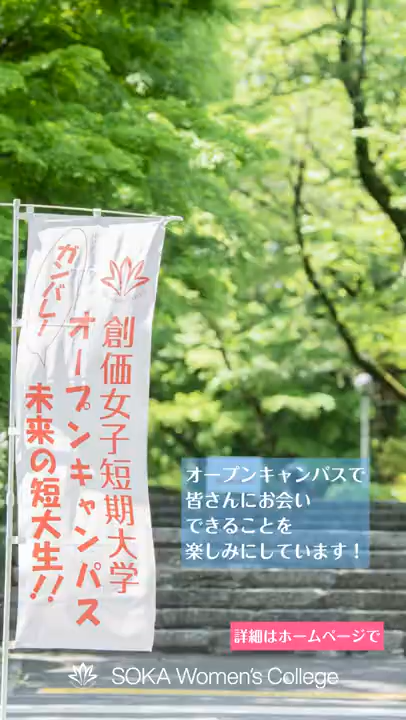 ガンバレ!
創価女子短期大学
オープンキャンパス
未来の短大生!!
オープンキャンパスで
皆さんにお会い
できることを
楽しみにしています！
詳細はホームページで
SOKA Women's College